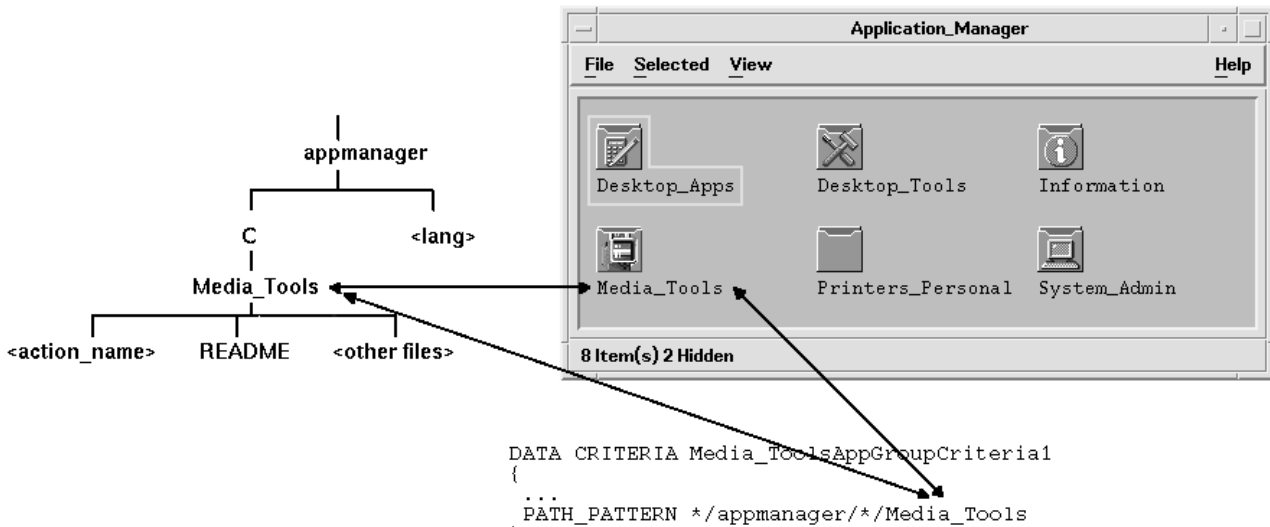 Application_Manager
File Selected View Help
Desktop_Apps Desktop_Tools Information
Media_Tools Printers_Personal System_Admin
8 Item(s) 2 Hidden
appmanager
C <lang>
Media_Tools
<action_name> README <other files>
DATA CRITERIA Media_ToolsAppGroupCriteria1
{
...
PATH_PATTERN */appmanager/*/Media_Tools